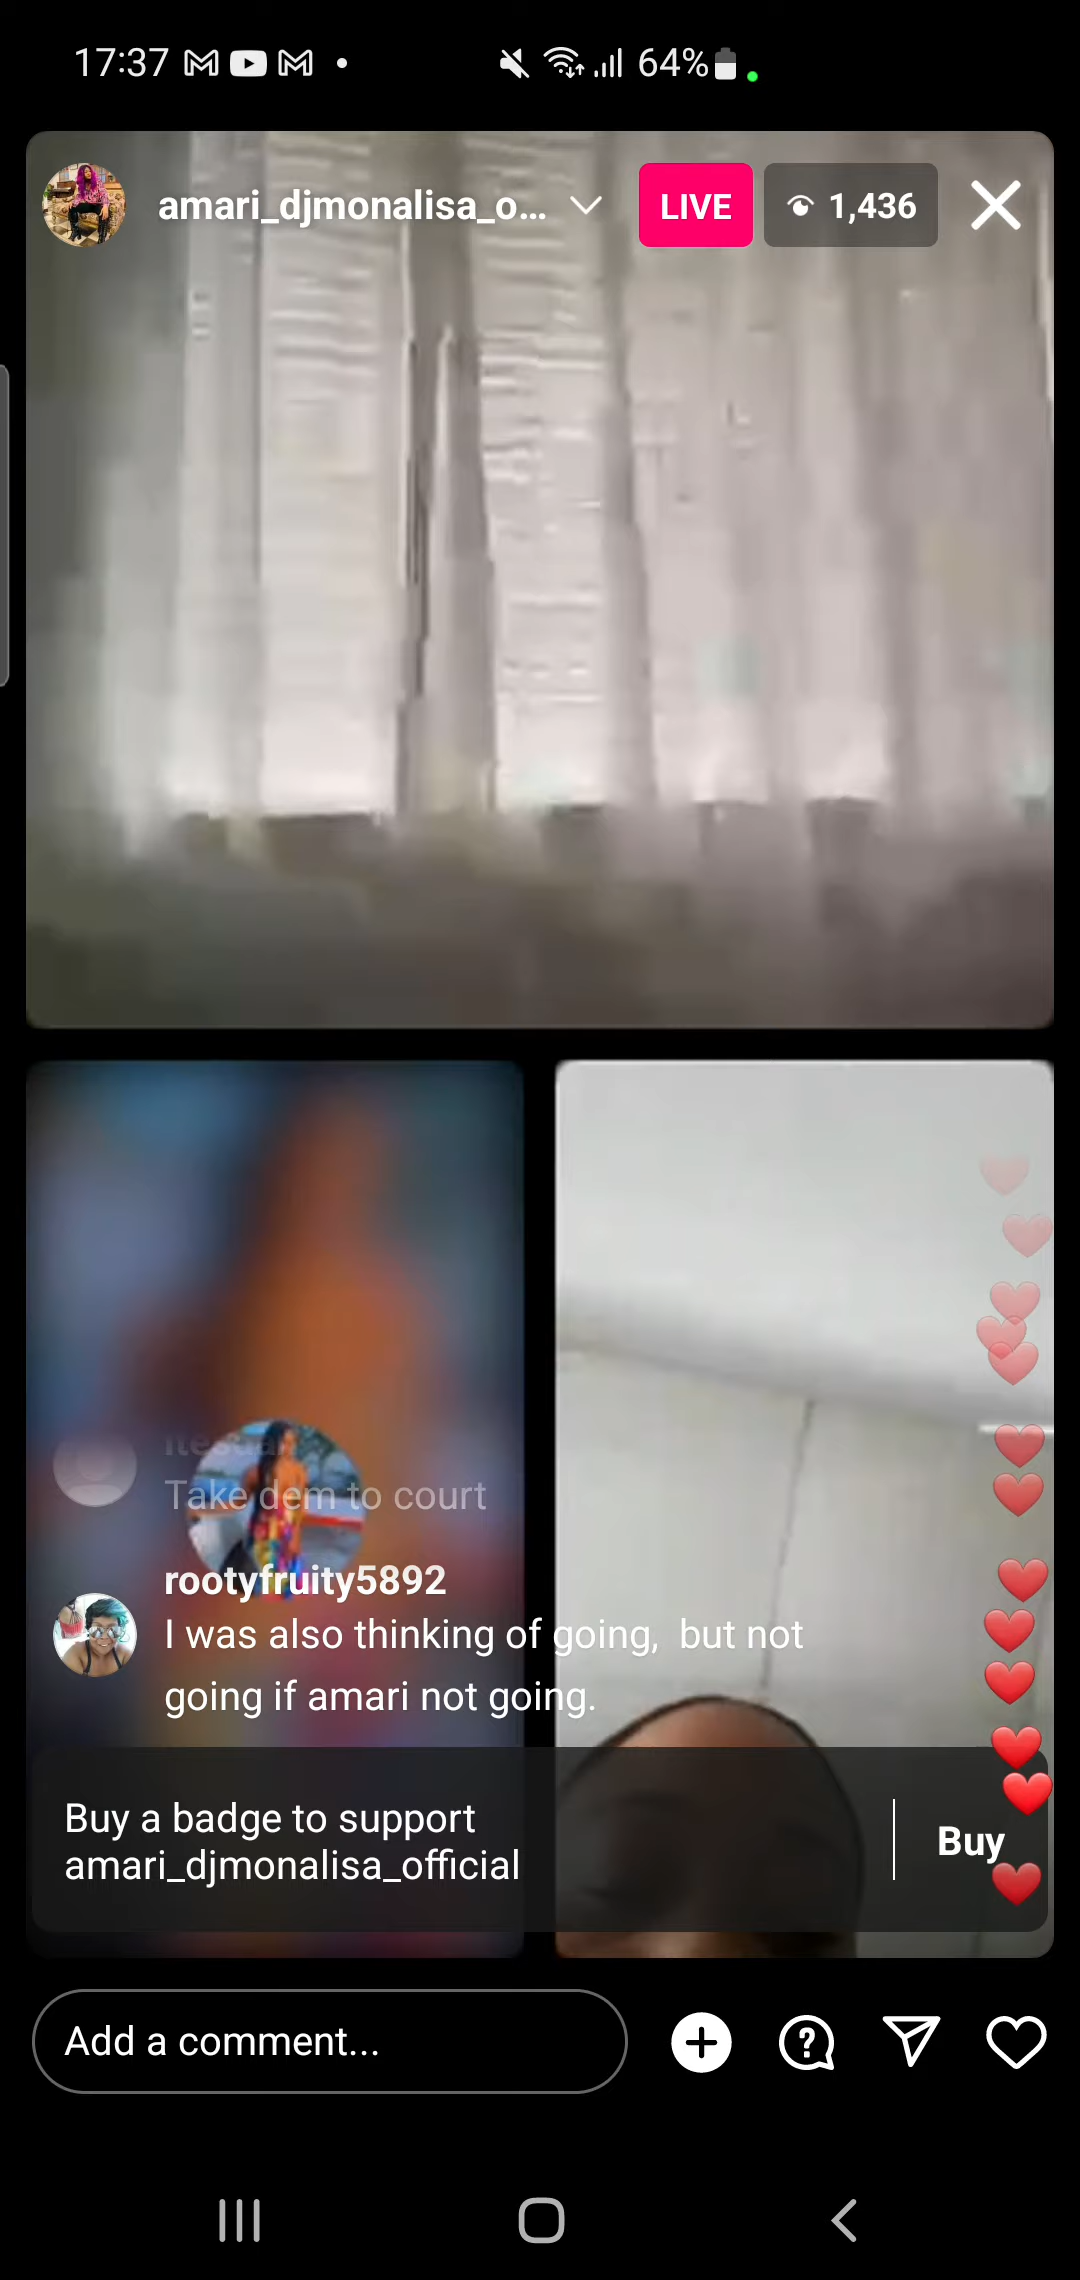 17:37
64%
amari_djmonalisa_o...
LIVE
1,436
Take dem to court
rootyfruity5892
I was also thinking of going, but not
going if amari not going.
Buy a badge to support
amari_djmonalisa_official
Buy
Add a comment...